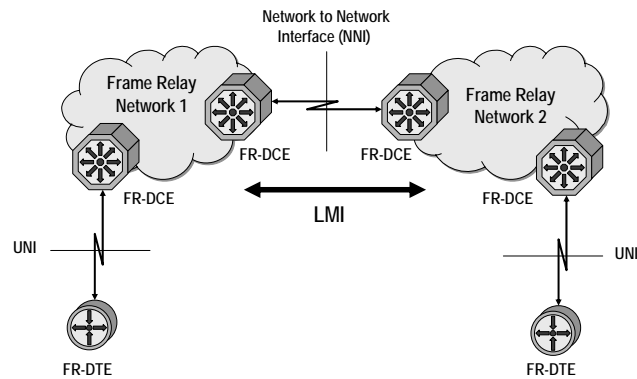 Network to Network
Interface (NNI)
Frame Relay
Network 1
Frame Relay
Network 2
FR-DCE
FR-DCE
FR-DCE
FR-DCE
LMI
UNI
UNI
FR-DTE
FR-DTE